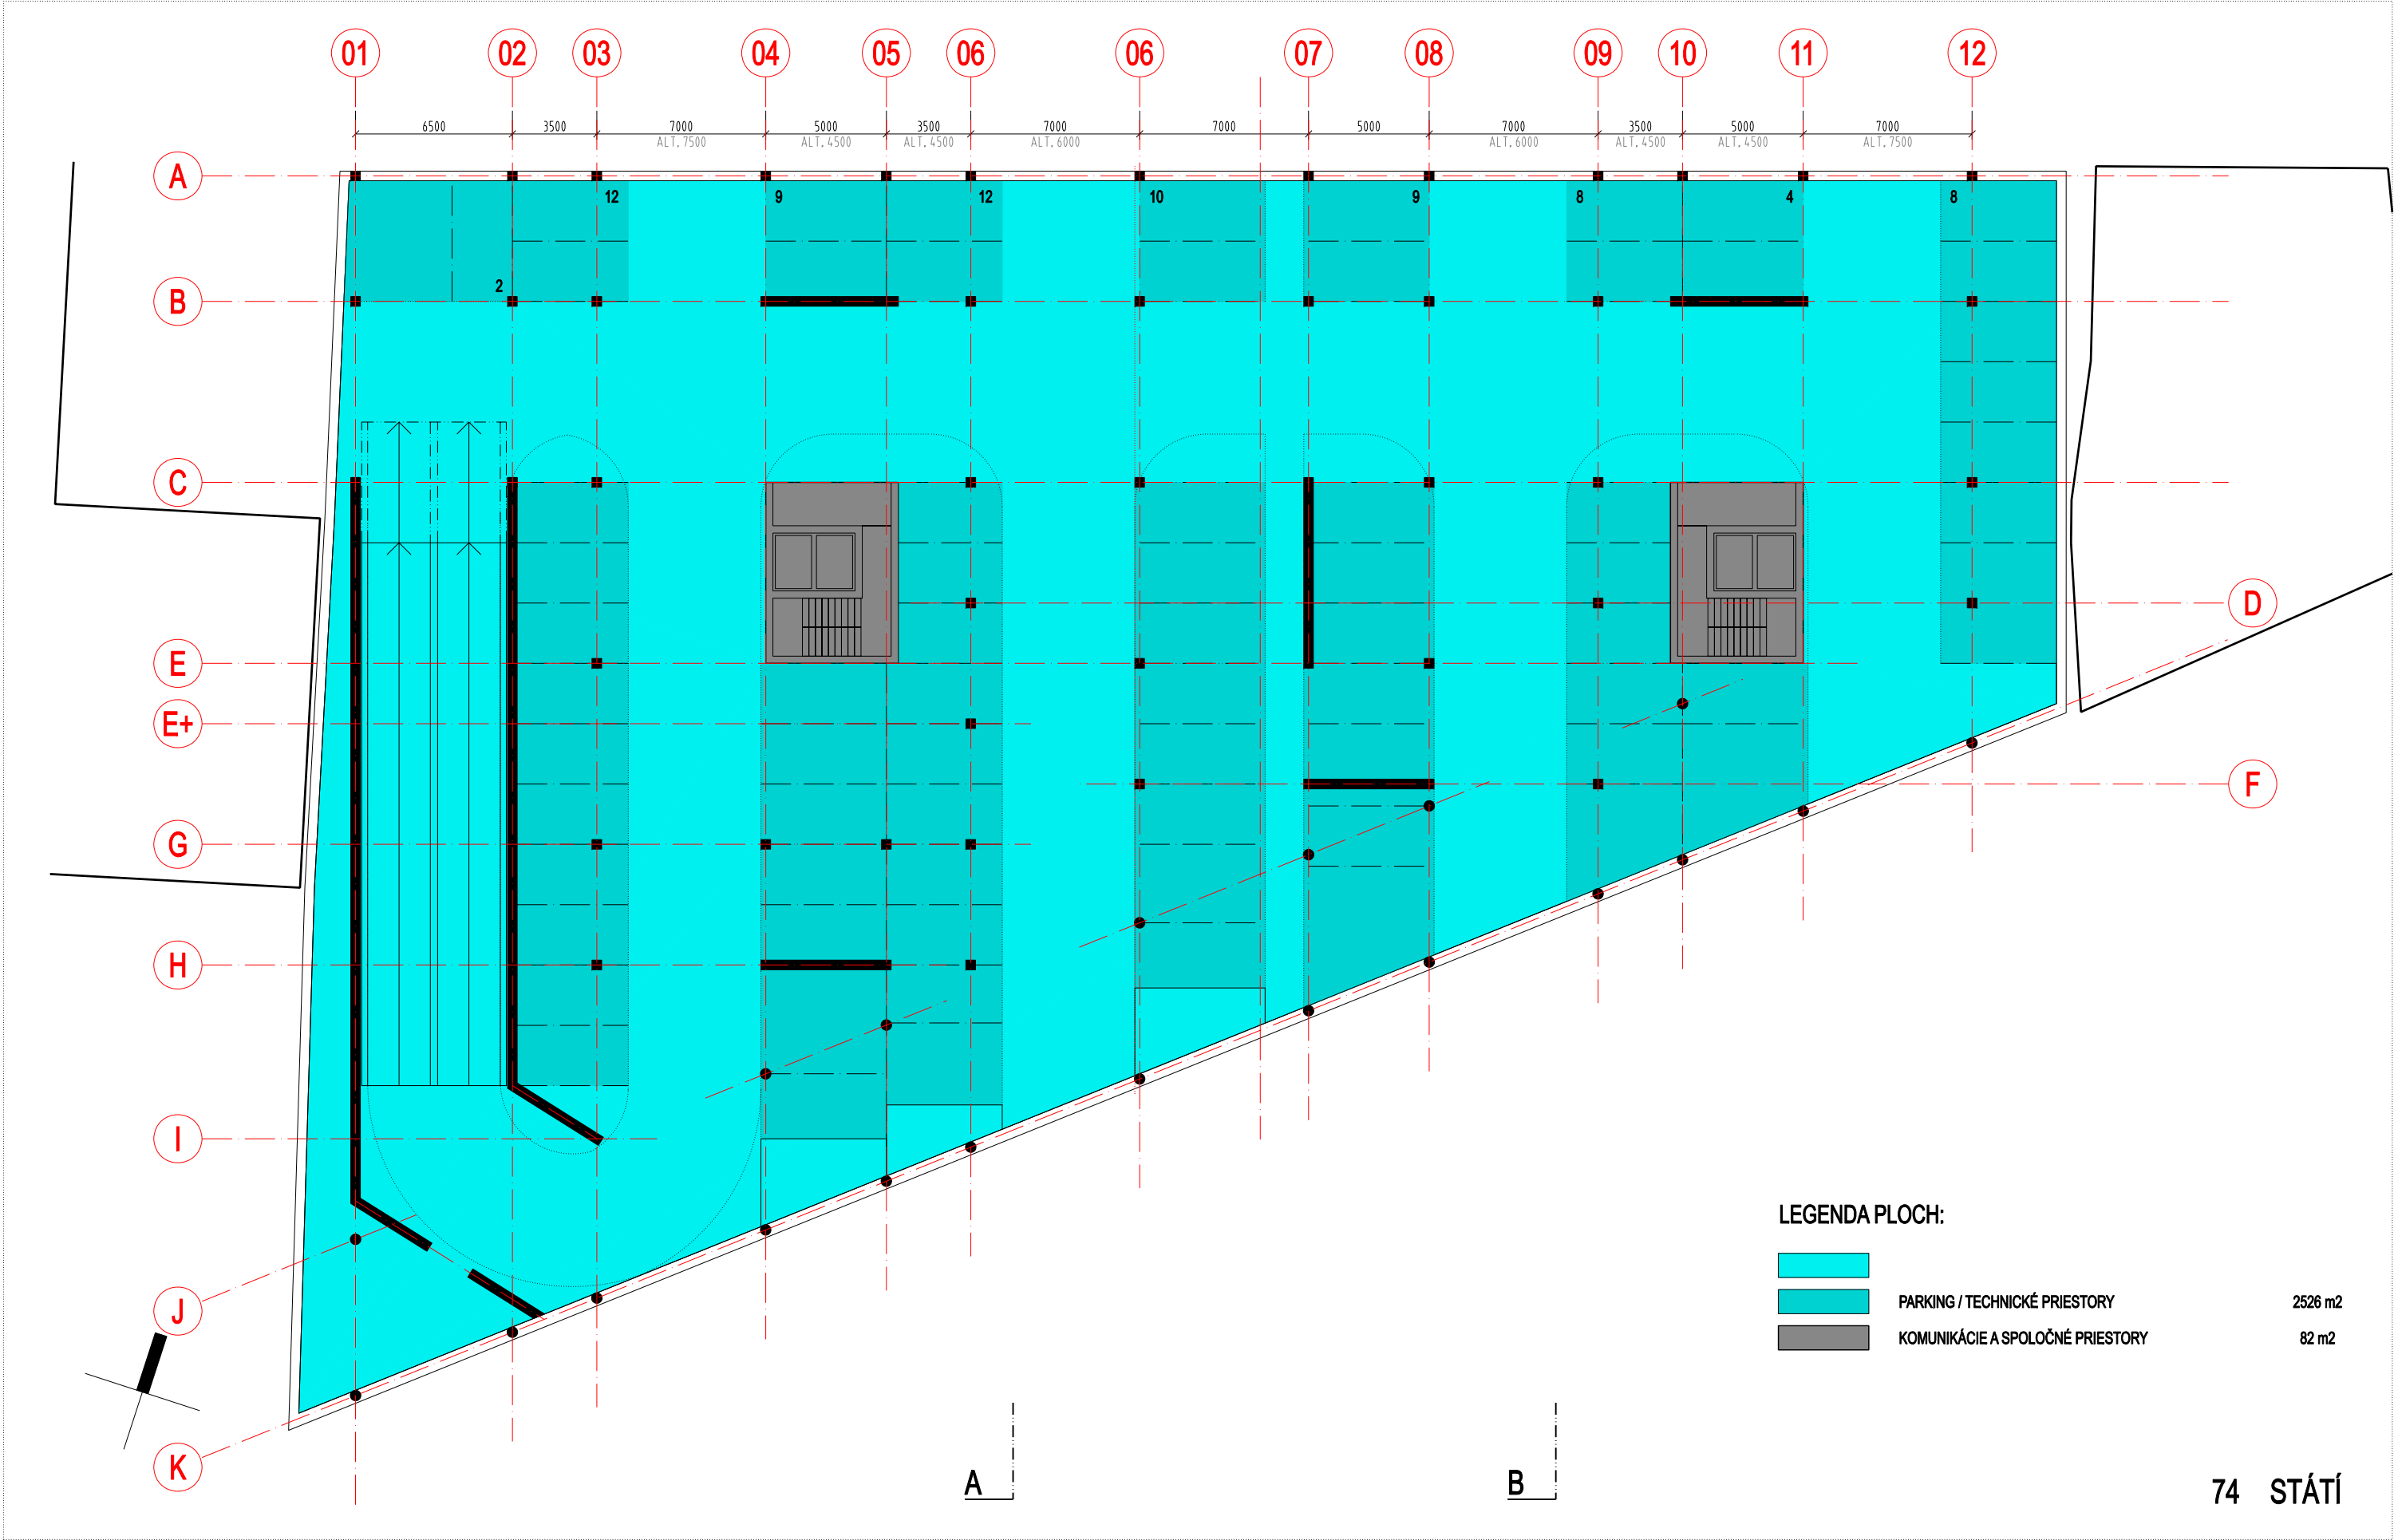 01 02 03 04 05 06 06 07 08 09 10 11 12
6500 3500 7000 5000 3500 7000 7000 5000 7000 3500 5000 7000
ALT. 7500 ALT. 4500 ALT. 4500 ALT. 6000 ALT. 6000 ALT. 4500 ALT. 4500 ALT. 7500
A
12 9 12 10 9 8 4 8
2
B
C
D
E
E+
F
G
H
I
J
K
LEGENDA PLOCH:
PARKING / TECHNICKÉ PRIESTORY 2526 m2
KOMUNIKÁCIE A SPOLOČNÉ PRIESTORY 82 m2
A B
74 STÁTÍ